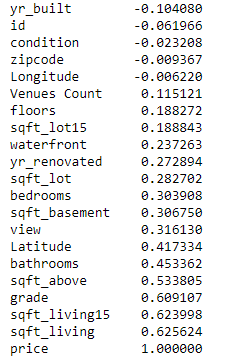 yr_built -0.104080
id -0.061966
condition -0.023208
zipcode -0.009367
Longitude -0.006220
Venues Count 0.115121
floors 0.188272
sqft_lot15 0.188843
waterfront 0.237263
yr_renovated 0.272894
sqft_lot 0.282702
bedrooms 0.303908
sqft_basement 0.306750
view 0.316130
Latitude 0.417334
bathrooms 0.453362
sqft_above 0.533805
grade 0.609107
sqft_living15 0.623998
sqft_living 0.625624
price 1.000000